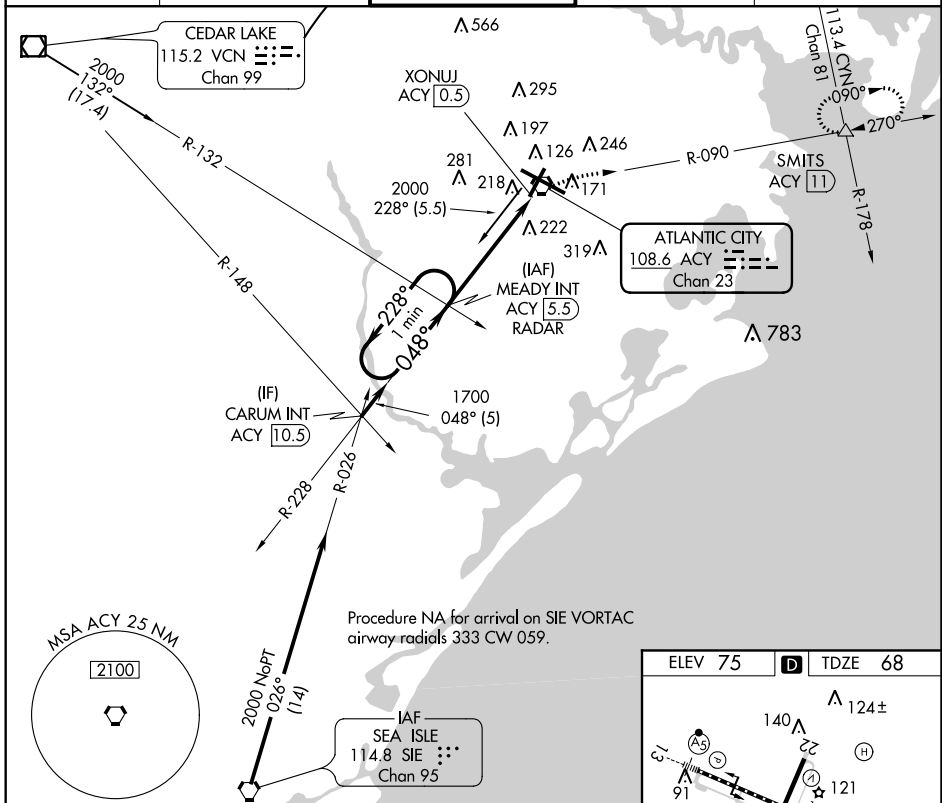 CEDAR LAKE
115.2 VCN
Chan 99
566
113.4 CYN
Chan 81
2000
132°
(17.4)
XONUJ
ACY 0.5
295
090°
270°
197
126
246
R-132
R-090
SMITS
ACY 11
281
218
171
2000
228° (5.5)
R-178
222
319
ATLANTIC CITY
108.6 ACY
Chan 23
R-148
(IAF)
MEADY INT
ACY 5.5
RADAR
228°
1 min
048°
783
(IF)
CARUM INT
ACY 10.5
1700
048° (5)
R-026
R-228
Procedure NA for arrival on SIE VORTAC
airway radials 333 CW 059.
MSA ACY 25 NM
2100
2000 NoPT
026°
(14)
IAF
SEA ISLE
114.8 SIE
Chan 95
ELEV 75 D TDZE 68
124±
140
22
A5
P
H
13
V
121
91